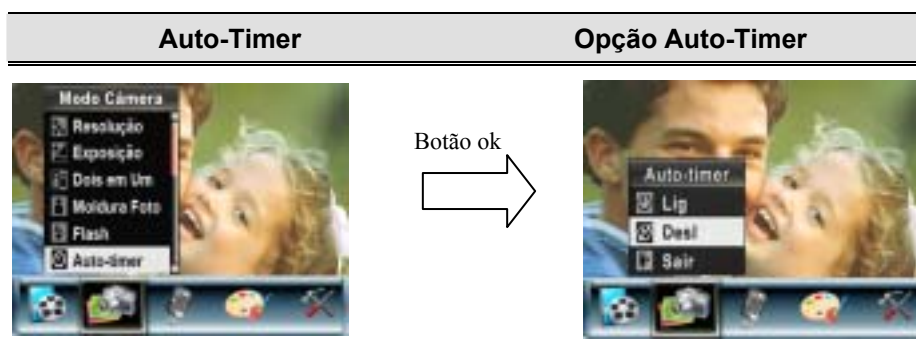 Auto-Timer
Opção Auto-Timer
Modo Câmera
Resolução
Exposição
Dois em Um
Moldura Foto
Flash
Auto-timer
Botão ok
Auto-timer
Lig
Desl
Sair